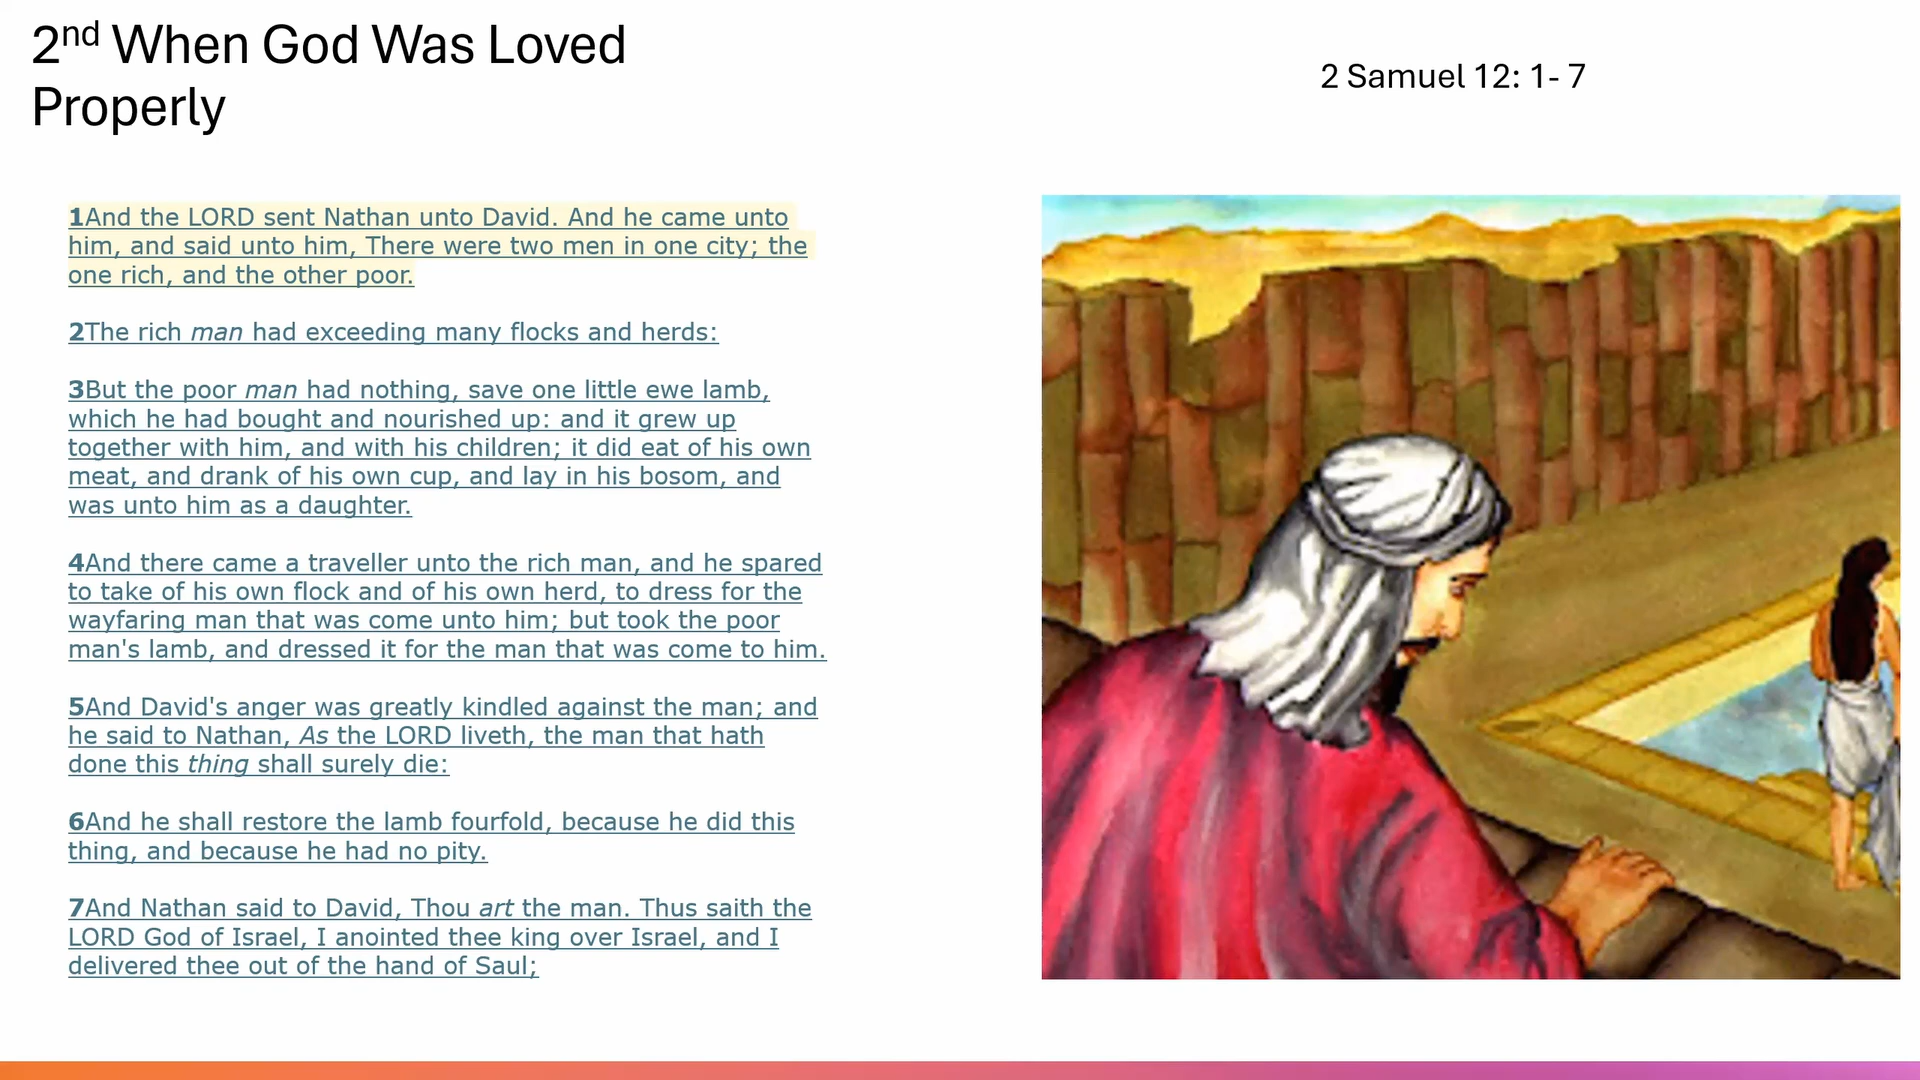 2nd When God Was Loved
Properly
2 Samuel 12: 1- 7
1And the LORD sent Nathan unto David. And he came unto
him, and said unto him, There were two men in one city; the
one rich, and the other poor.
2The rich man had exceeding many flocks and herds:
3But the poor man had nothing, save one little ewe lamb,
which he had bought and nourished up: and it grew up
together with him, and with his children; it did eat of his own
meat, and drank of his own cup, and lay in his bosom, and
was unto him as a daughter.
4And there came a traveller unto the rich man, and he spared
to take of his own flock and of his own herd, to dress for the
wayfaring man that was come unto him; but took the poor
man's lamb, and dressed it for the man that was come to him.
5And David's anger was greatly kindled against the man; and
he said to Nathan, As the LORD liveth, the man that hath
done this thing shall surely die:
6And he shall restore the lamb fourfold, because he did this
thing, and because he had no pity.
7And Nathan said to David, Thou art the man. Thus saith the
LORD God of Israel, I anointed thee king over Israel, and I
delivered thee out of the hand of Saul;